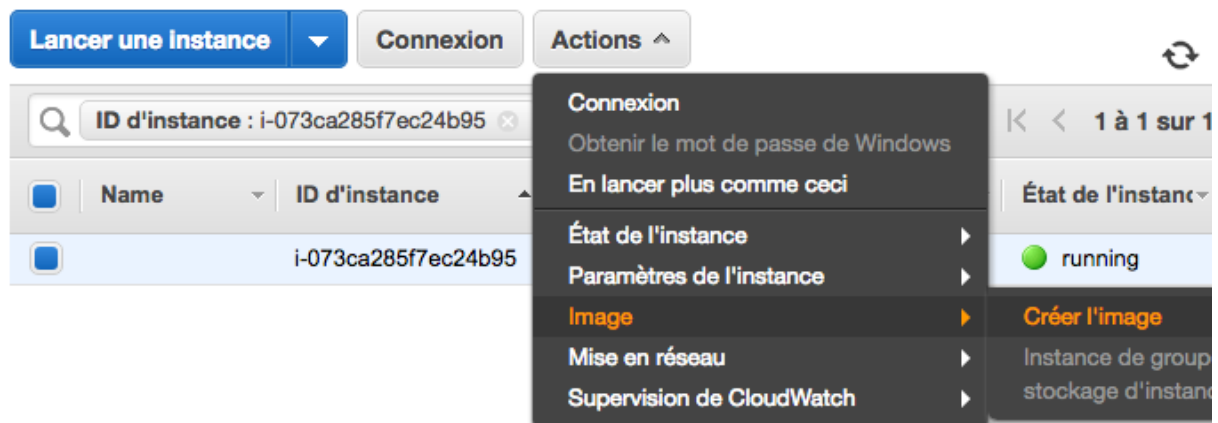 Lancer une instance
Connexion
Actions
ID d'instance : i-073ca285f7ec24b95
1 à 1 sur 1
Name
ID d'instance
État de l'instanc
i-073ca285f7ec24b95
running
Connexion
Obtenir le mot de passe de Windows
En lancer plus comme ceci
État de l'instance
Paramètres de l'instance
Image
Mise en réseau
Supervision de CloudWatch
Créer l'image
Instance de group
stockage d'instanc